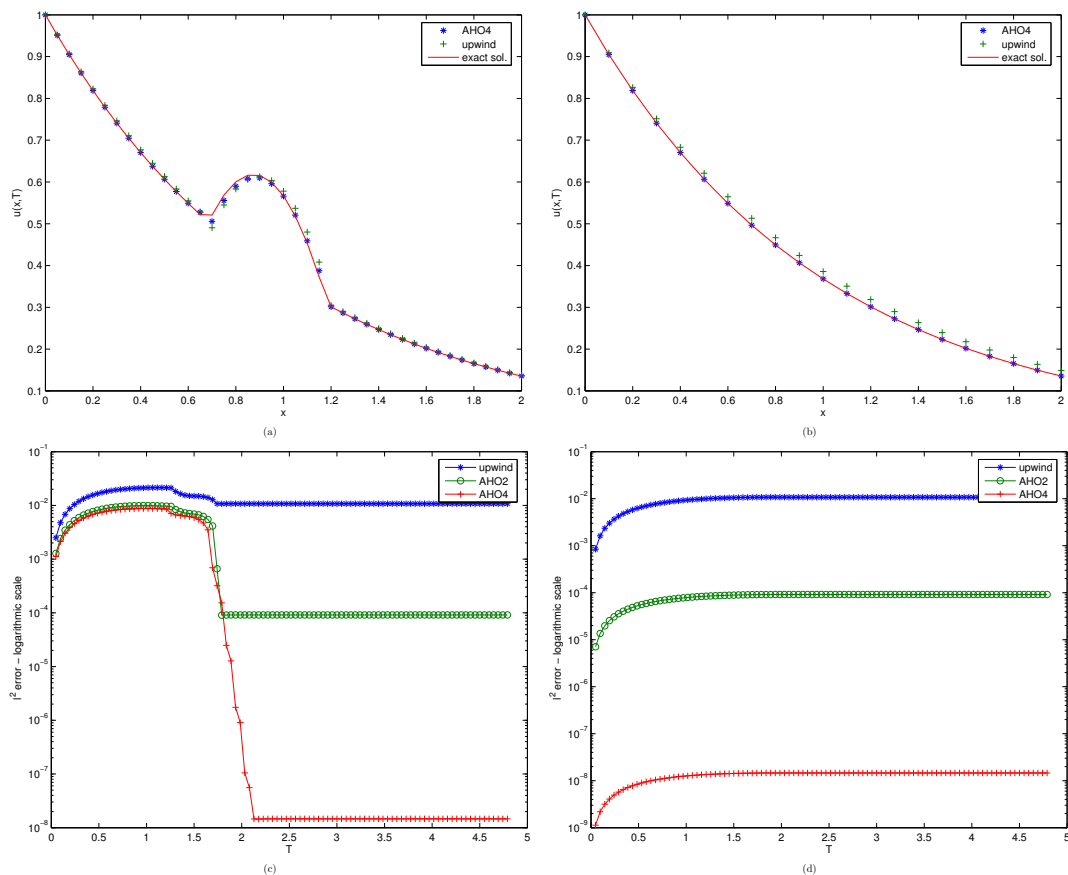 1
0.9
0.8
0.7
0.6
0.5
0.4
0.3
0.2
0.1
u(x,T)
0 0.2 0.4 0.6 0.8 1 1.2 1.4 1.6 1.8 2
x
AHO4
upwind
exact sol.
(a)
1
0.9
0.8
0.7
0.6
0.5
0.4
0.3
0.2
0.1
u(x,T)
0 0.2 0.4 0.6 0.8 1 1.2 1.4 1.6 1.8 2
x
AHO4
upwind
exact sol.
(b)
10^-1
10^-2
10^-3
10^-4
10^-5
10^-6
10^-7
10^-8
l^2 error – logarithmic scale
0 0.5 1 1.5 2 2.5 3 3.5 4 4.5 5
T
upwind
AHO2
AHO4
(c)
10^-1
10^-2
10^-3
10^-4
10^-5
10^-6
10^-7
10^-8
10^-9
l^2 error – logarithmic scale
0 0.5 1 1.5 2 2.5 3 3.5 4 4.5 5
T
upwind
AHO2
AHO4
(d)